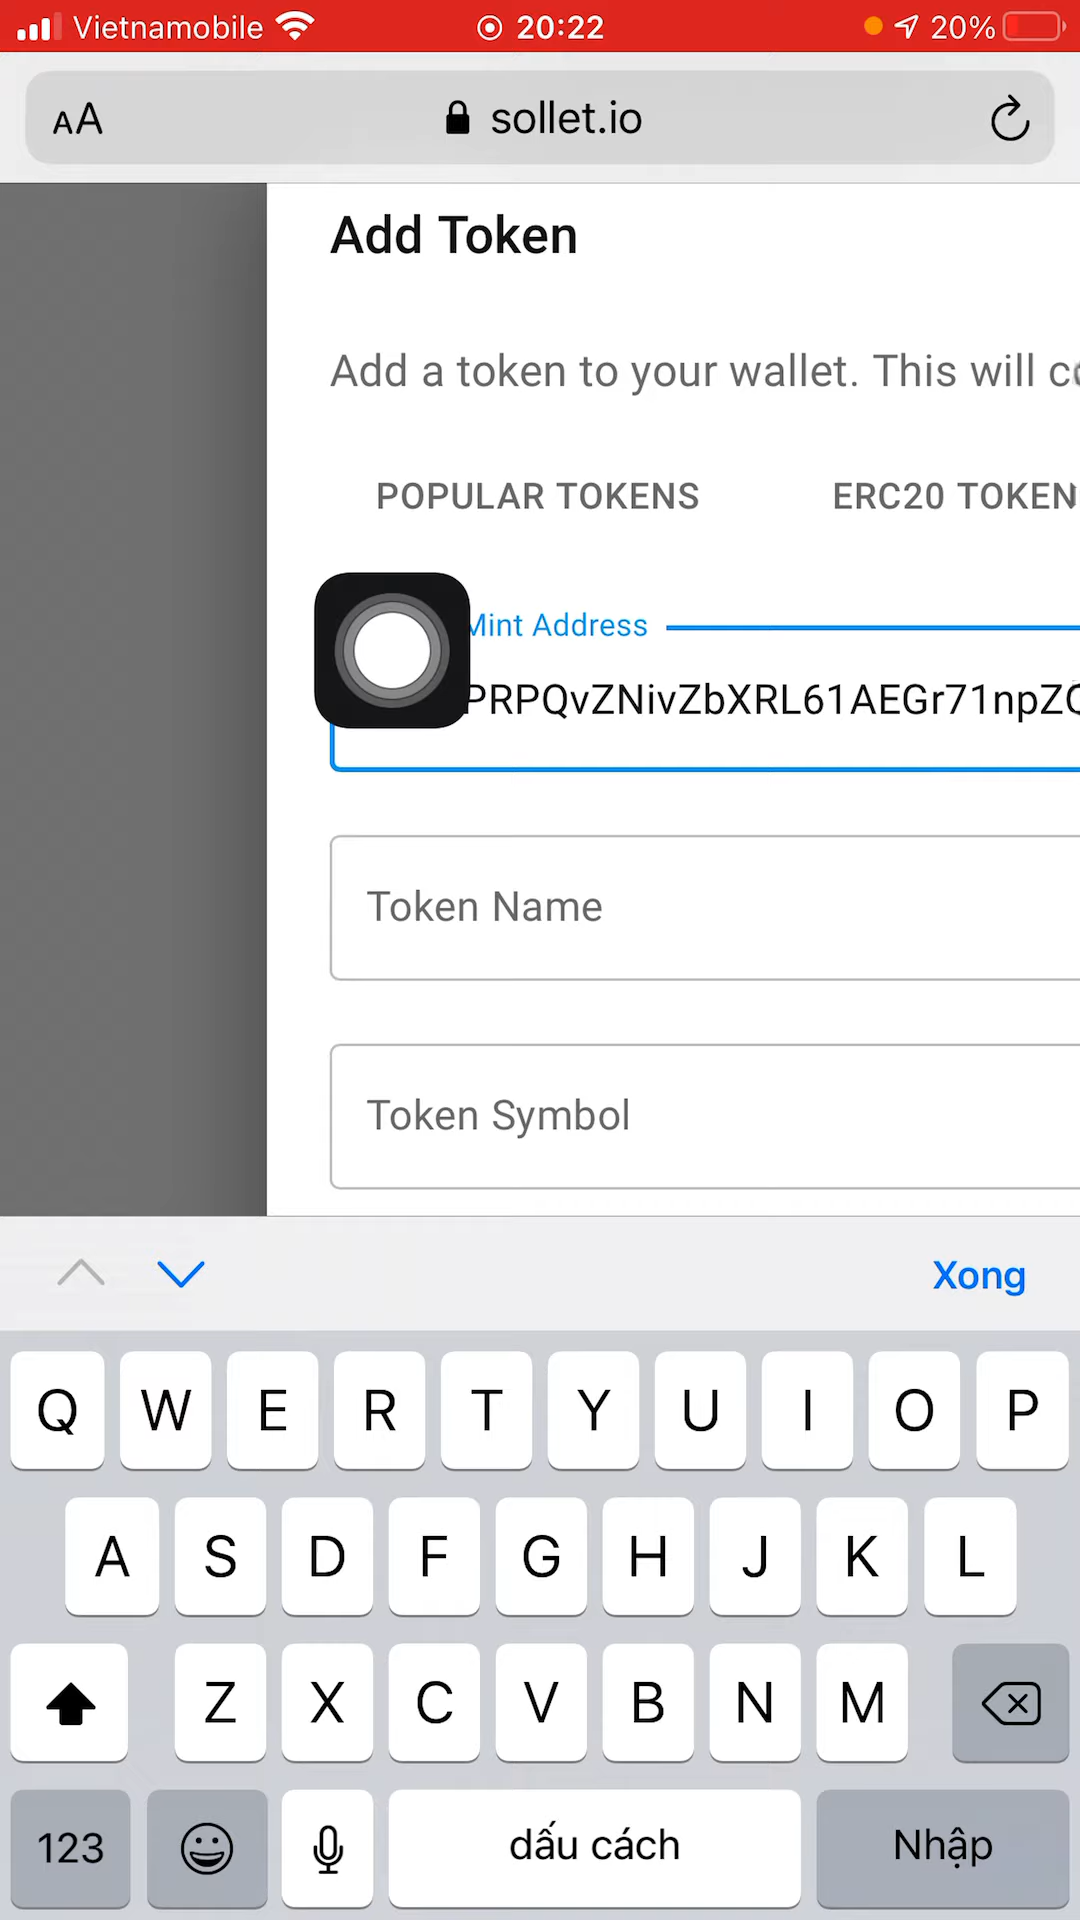 Vietnamobile 20:22 20%
AA sollet.io
Add Token
Add a token to your wallet. This will
POPULAR TOKENS ERC20 TOKEN
Mint Address
PRPQvZNivZbXRL61AEGr71npZ
Token Name
Token Symbol
Xong
Q W E R T Y U I O P
A S D F G H J K L
Z X C V B N M
123 dấu cách Nhập